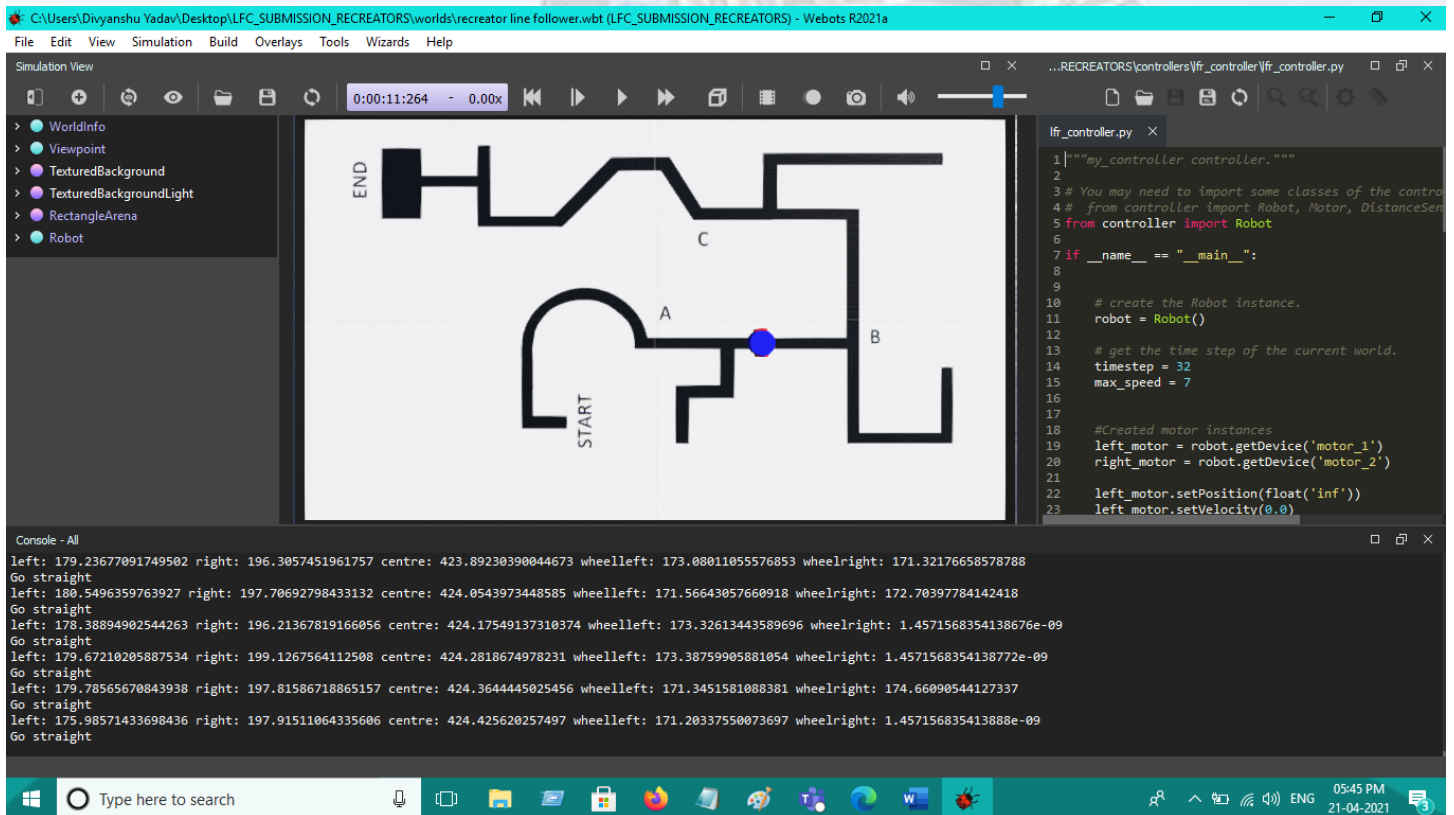 C:\Users\Divyanshu Yadav\Desktop\LFC_SUBMISSION_RECREATORS\worlds\recreator line follower.wbt (LFC_SUBMISSION_RECREATORS) - Webots R2021a
File Edit View Simulation Build Overlays Tools Wizards Help
Simulation View
0:00:11:264 - 0.00x
WorldInfo
Viewpoint
TexturedBackground
TexturedBackgroundLight
RectangleArena
Robot
END
C
A
B
START
...RECREATORS\controllers\lfr_controller\lfr_controller.py
lfr_controller.py
1 """my_controller controller."""
2
3 # You may need to import some classes of the contro
4 #  from controller import Robot, Motor, DistanceSen
5 from controller import Robot
6
7 if __name__ == "__main__":
8
9
10     # create the Robot instance.
11     robot = Robot()
12
13     # get the time step of the current world.
14     timestep = 32
15     max_speed = 7
16
17
18     #Created motor instances
19     left_motor = robot.getDevice('motor_1')
20     right_motor = robot.getDevice('motor_2')
21
22     left_motor.setPosition(float('inf'))
23     left_motor.setVelocity(0.0)
Console - All
left: 179.23677091749502 right: 196.3057451961757 centre: 423.89230390044673 wheelleft: 173.08011055576853 wheelright: 171.32176658578788
Go straight
left: 180.5496359763927 right: 197.70692798433132 centre: 424.0543973448585 wheelleft: 171.56643057660918 wheelright: 172.70397784142418
Go straight
left: 178.38894902544263 right: 196.21367819166056 centre: 424.17549137310374 wheelleft: 173.32613443589696 wheelright: 1.4571568354138676e-09
Go straight
left: 179.67210205887534 right: 199.1267564112508 centre: 424.2818674978231 wheelleft: 173.38759905881054 wheelright: 1.4571568354138772e-09
Go straight
left: 179.78565670843938 right: 197.81586718865157 centre: 424.3644445025456 wheelleft: 171.3451581088381 wheelright: 174.66090544127337
Go straight
left: 175.98571433698436 right: 197.91511064335606 centre: 424.425620257497 wheelleft: 171.20337550073697 wheelright: 1.457156835413888e-09
Go straight
Type here to search
ENG
05:45 PM
21-04-2021
3